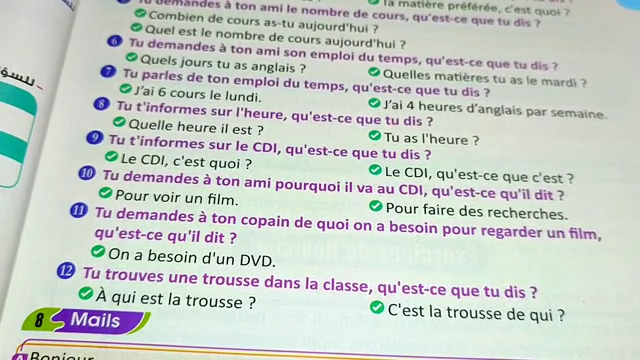 la matière préférée, c'est quoi ?
demandes à ton ami le nombre de cours, qu'est-ce que tu dis ?
Combien de cours as-tu aujourd'hui ?
Quel est le nombre de cours aujourd'hui ?
6 Tu demandes à ton ami son emploi du temps, qu'est-ce que tu dis ?
Quels jours tu as anglais ? Quelles matières tu as le mardi ?
7 Tu parles de ton emploi du temps, qu'est-ce que tu dis ?
J'ai 6 cours le lundi. J'ai 4 heures d'anglais par semaine.
8 Tu t'informes sur l'heure, qu'est-ce que tu dis ?
Quelle heure il est ? Tu as l'heure ?
9 Tu t'informes sur le CDI, qu'est-ce que tu dis ?
Le CDI, c'est quoi ? Le CDI, qu'est-ce que c'est ?
10 Tu demandes à ton ami pourquoi il va au CDI, qu'est-ce qu'il dit ?
Pour voir un film. Pour faire des recherches.
11 Tu demandes à ton copain de quoi on a besoin pour regarder un film,
qu'est-ce qu'il dit ?
On a besoin d'un DVD.
12 Tu trouves une trousse dans la classe, qu'est-ce que tu dis ?
À qui est la trousse ? C'est la trousse de qui ?
8 Mails
A Bonjour